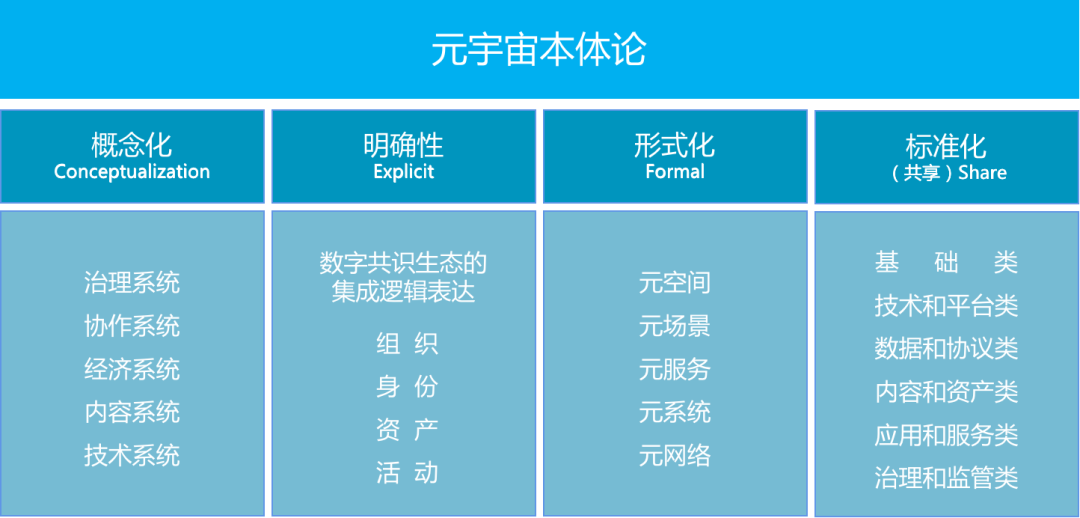 元宇宙本体论
概念化
Conceptualization
治理系统
协作系统
经济系统
内容系统
技术系统
明确性
Explicit
数字共识生态的
集成逻辑表达
组 织
身 份
资 产
活 动
形式化
Formal
元空间
元场景
元服务
元系统
元网络
标准化
（共享）Share
基 础 类
技术和平台类
数据和协议类
内容和资产类
应用和服务类
治理和监管类